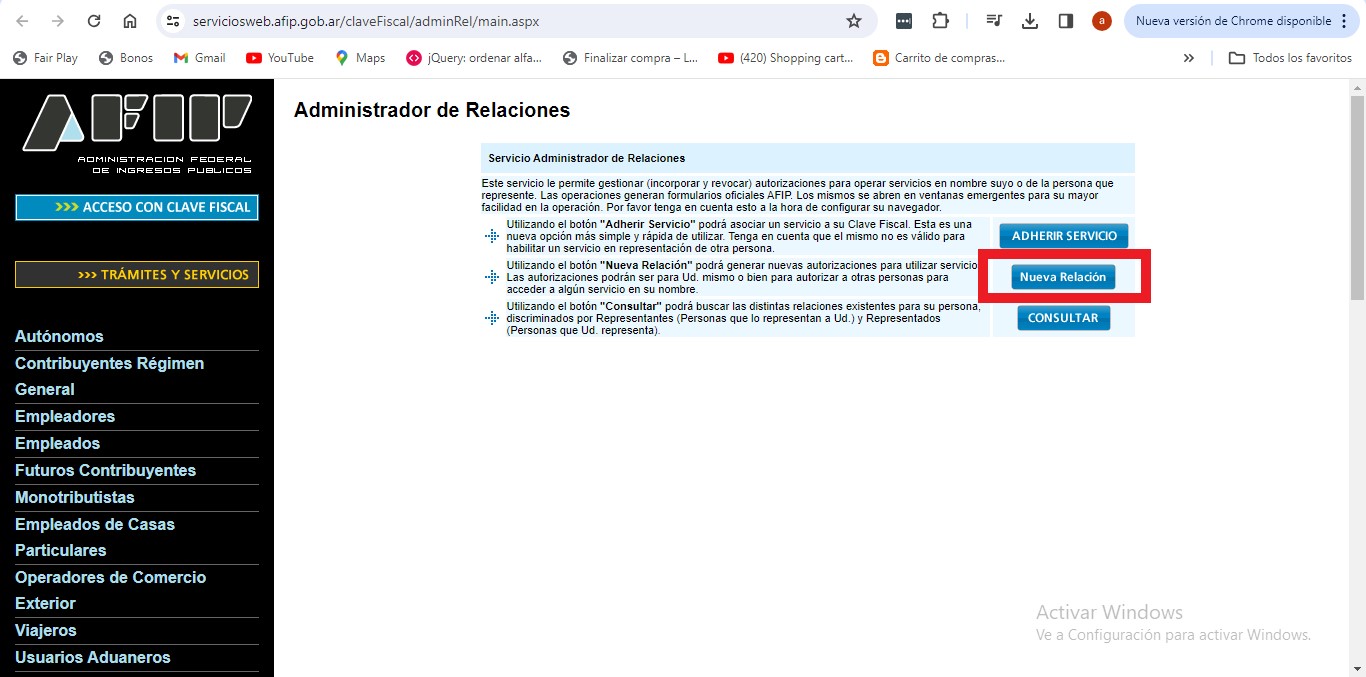 serviciosweb.afip.gob.ar/claveFiscal/adminRel/main.aspx
a
Nueva versión de Chrome disponible
Fair Play
Bonos
Gmail
YouTube
Maps
jQuery: ordenar alfa...
Finalizar compra – L...
(420) Shopping cart...
Carrito de compras...
»
Todos los favoritos
AFIP
ADMINISTRACION FEDERAL
DE INGRESOS PUBLICOS
>>> ACCESO CON CLAVE FISCAL
>>> TRÁMITES Y SERVICIOS
Autónomos
Contribuyentes Régimen
General
Empleadores
Empleados
Futuros Contribuyentes
Monotributistas
Empleados de Casas
Particulares
Operadores de Comercio
Exterior
Viajeros
Usuarios Aduaneros
Administrador de Relaciones
Servicio Administrador de Relaciones
Este servicio le permite gestionar (incorporar y revocar) autorizaciones para operar servicios en nombre suyo o de la persona que
represente. Las operaciones generan formularios oficiales AFIP. Los mismos se abren en ventanas emergentes para su mayor
facilidad en la operación. Por favor tenga en cuenta esto a la hora de configurar su navegador.
Utilizando el botón "Adherir Servicio" podrá asociar un servicio a su Clave Fiscal. Esta es una
nueva opción más simple y rápida de utilizar. Tenga en cuenta que el mismo no es válido para
habilitar un servicio en representación de otra persona.
ADHERIR SERVICIO
Utilizando el botón "Nueva Relación" podrá generar nuevas autorizaciones para utilizar servicio
Las autorizaciones podrán ser para Ud. mismo o bien para autorizar a otras personas para
acceder a algún servicio en su nombre.
Nueva Relación
Utilizando el botón "Consultar" podrá buscar las distintas relaciones existentes para su persona,
discriminados por Representantes (Personas que lo representan a Ud.) y Representados
(Personas que Ud. representa).
CONSULTAR
Activar Windows
Ve a Configuración para activar Windows.